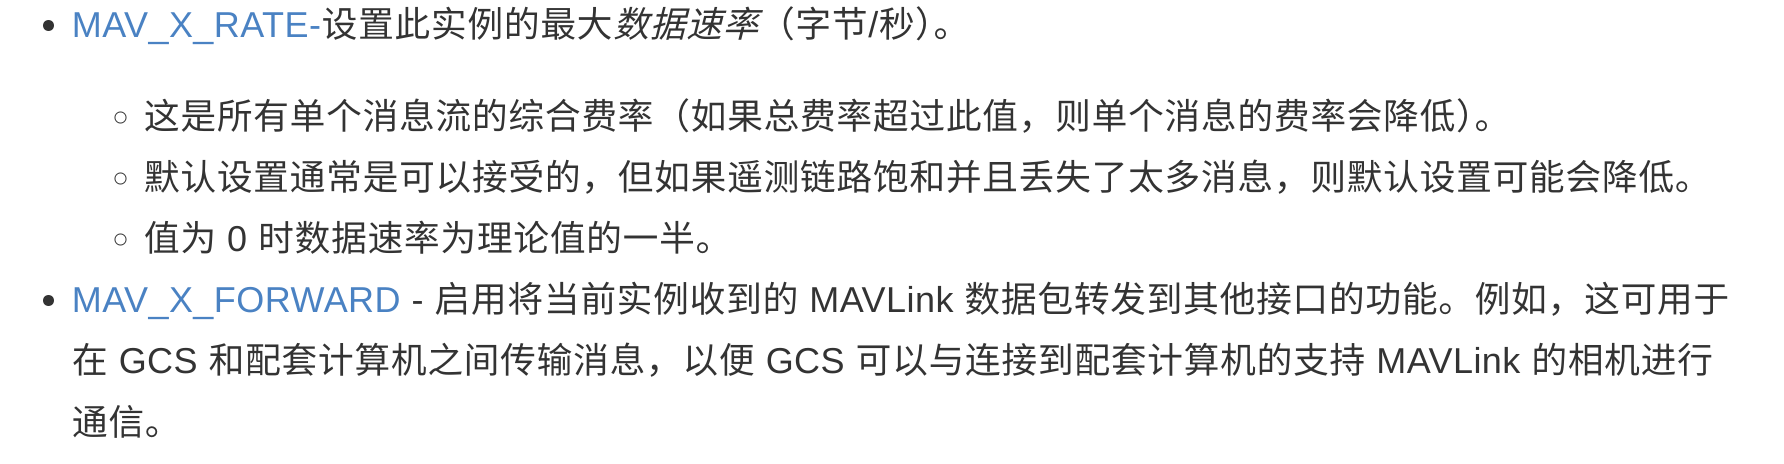 MAV_X_RATE-设置此实例的最大数据速率（字节/秒）。
这是所有单个消息流的综合费率（如果总费率超过此值，则单个消息的费率会降低）。
默认设置通常是可以接受的，但如果遥测链路饱和并且丢失了太多消息，则默认设置可能会降低。
值为 0 时数据速率为理论值的一半。
MAV_X_FORWARD - 启用将当前实例收到的 MAVLink 数据包转发到其他接口的功能。例如，这可用于
在 GCS 和配套计算机之间传输消息，以便 GCS 可以与连接到配套计算机的支持 MAVLink 的相机进行
通信。